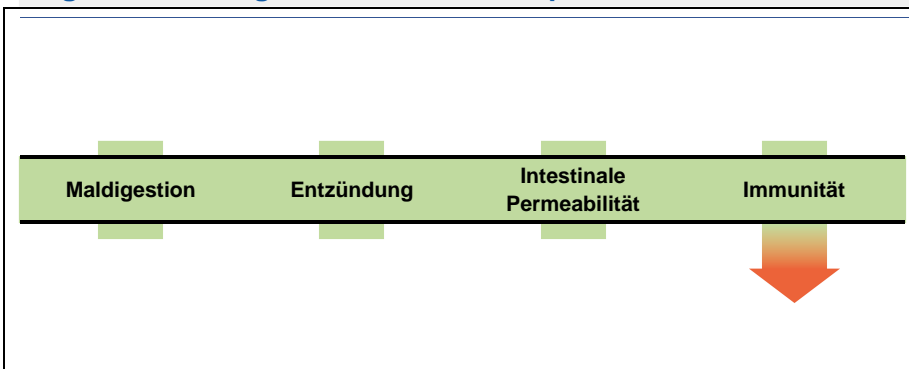 Maldigestion
Entzündung
Intestinale
Permeabilität
Immunität